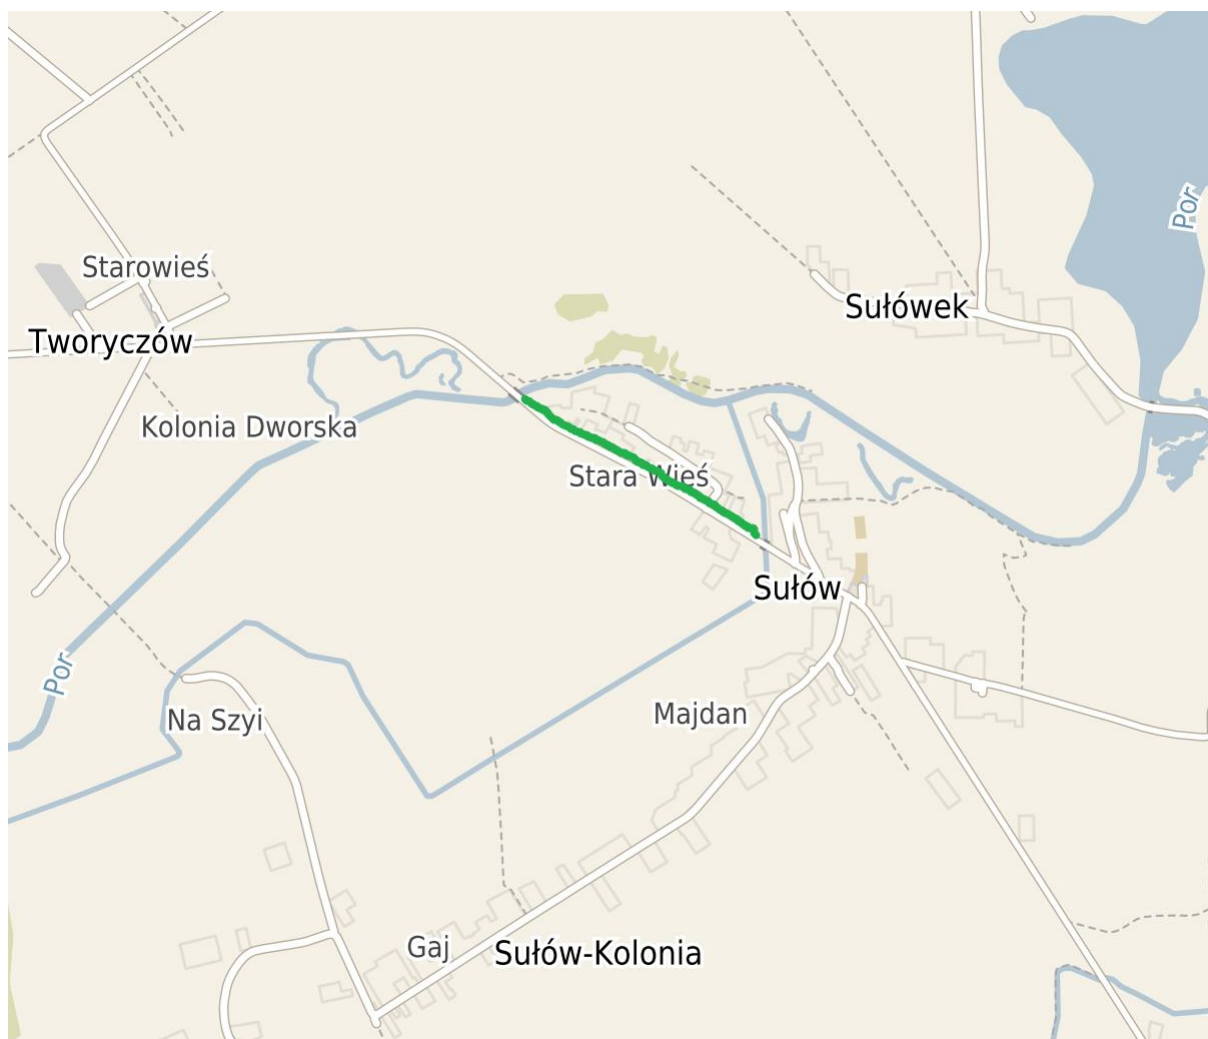 Por
Starowieś
Sułówek
Tworyczów
Kolonia Dworska
Stara Wieś
Sułów
Por
Na Szyi
Majdan
Gaj
Sułów-Kolonia